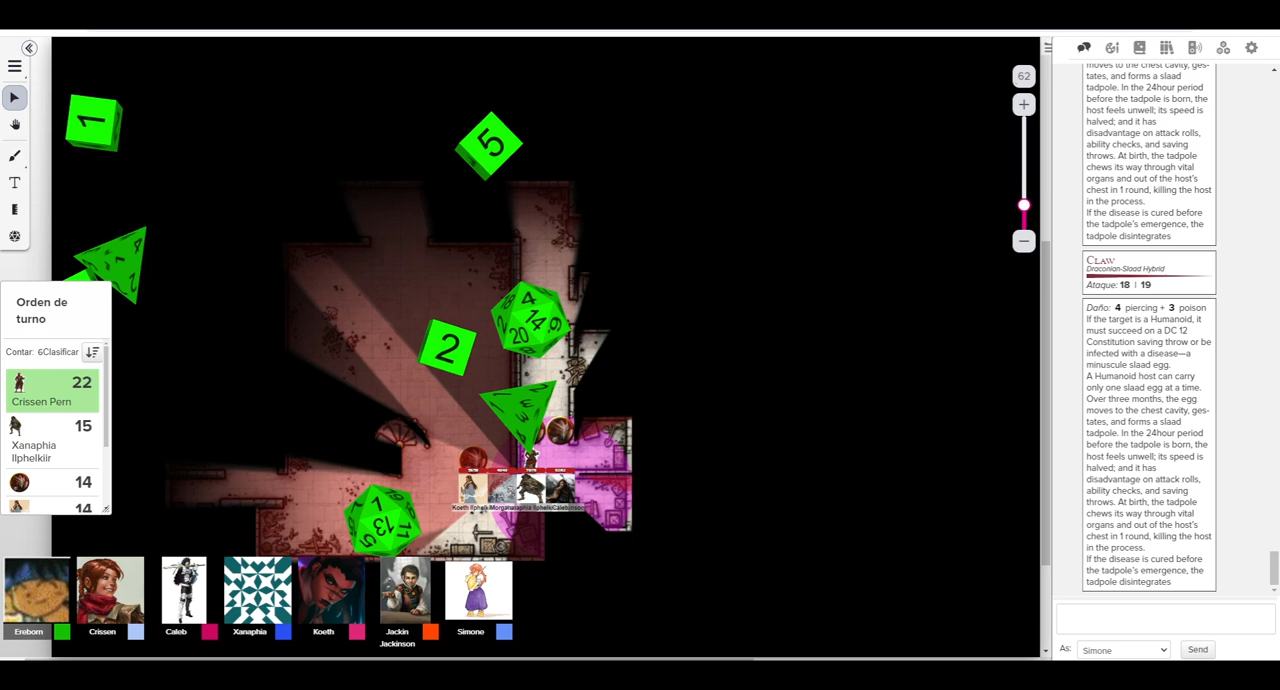 62
1
5
4
14
20
2
13
11
Orden de
turno
Contar: 6Clasificar
22
Crissen Pern
15
Xanaphia
Ilphelkiir
14
14
Ereborn
Crissen
Caleb
Xanaphia
Koeth
Jackin
Jackinson
Simone
moves to the chest cavity, ges-
tates, and forms a slaad
tadpole. In the 24hour period
before the tadpole is born, the
host feels unwell; its speed is
halved; and it has
disadvantage on attack rolls,
ability checks, and saving
throws. At birth, the tadpole
chews its way through vital
organs and out of the host's
chest in 1 round, killing the host
in the process.
If the disease is cured before
the tadpole's emergence, the
tadpole disintegrates
Claw
Draconian-Slaad Hybrid
Ataque: 18 | 19
Daño: 4 piercing + 3 poison
If the target is a Humanoid, it
must succeed on a DC 12
Constitution saving throw or be
infected with a disease—a
minuscule slaad egg.
A Humanoid host can carry
only one slaad egg at a time.
Over three months, the egg
moves to the chest cavity, ges-
tates, and forms a slaad
tadpole. In the 24hour period
before the tadpole is born, the
host feels unwell; its speed is
halved; and it has
disadvantage on attack rolls,
ability checks, and saving
throws. At birth, the tadpole
chews its way through vital
organs and out of the host's
chest in 1 round, killing the host
in the process.
If the disease is cured before
the tadpole's emergence, the
tadpole disintegrates
As:
Simone
Send